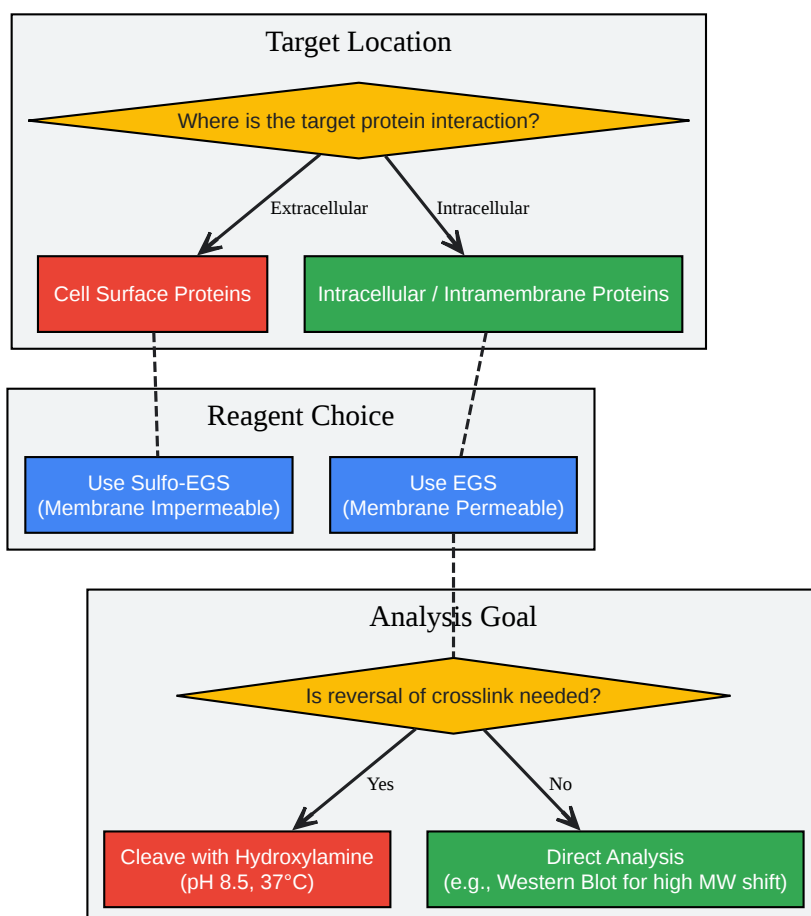 Target Location
Where is the target protein interaction?
Extracellular
Intracellular
Cell Surface Proteins
Intracellular / Intramembrane Proteins
Reagent Choice
Use Sulfo-EGS
(Membrane Impermeable)
Use EGS
(Membrane Permeable)
Analysis Goal
Is reversal of crosslink needed?
Yes
No
Cleave with Hydroxylamine
(pH 8.5, 37°C)
Direct Analysis
(e.g., Western Blot for high MW shift)